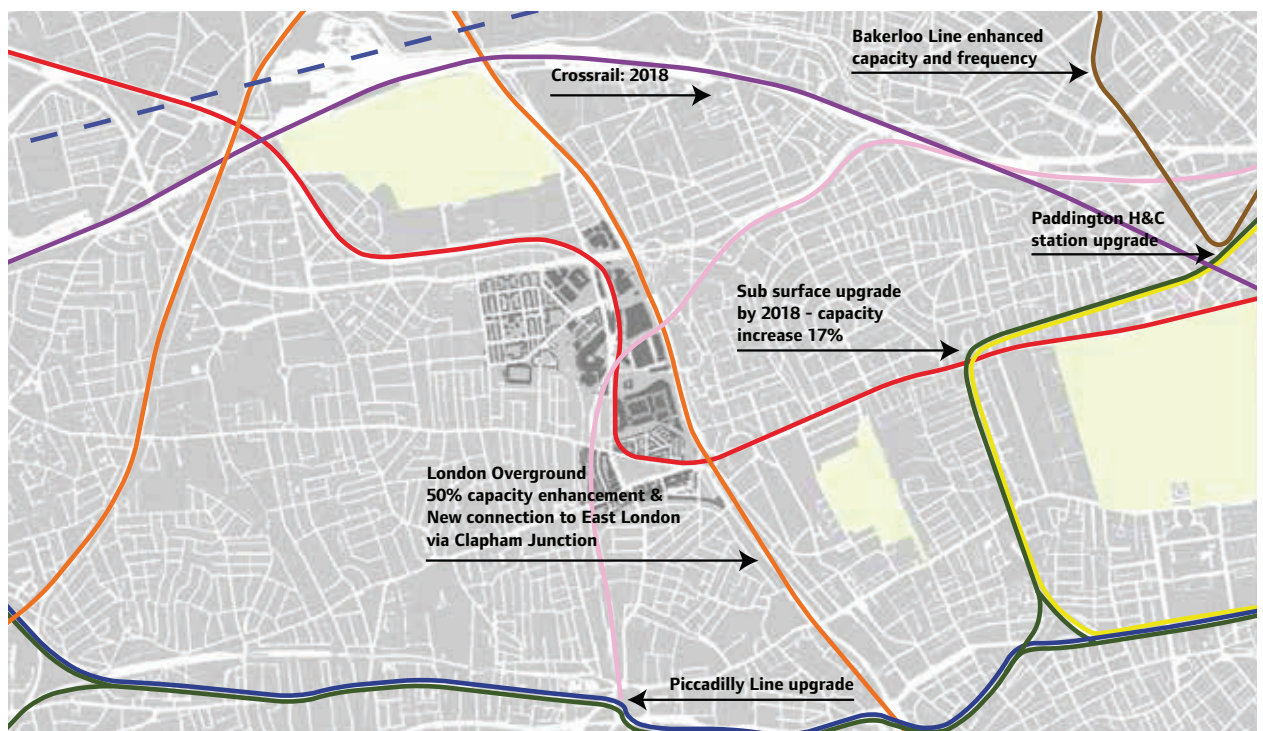 Bakerloo Line enhanced
capacity and frequency
Crossrail: 2018
Paddington H&C
station upgrade
Sub surface upgrade
by 2018 - capacity
increase 17%
London Overground
50% capacity enhancement &
New connection to East London
via Clapham Junction
Piccadilly Line upgrade